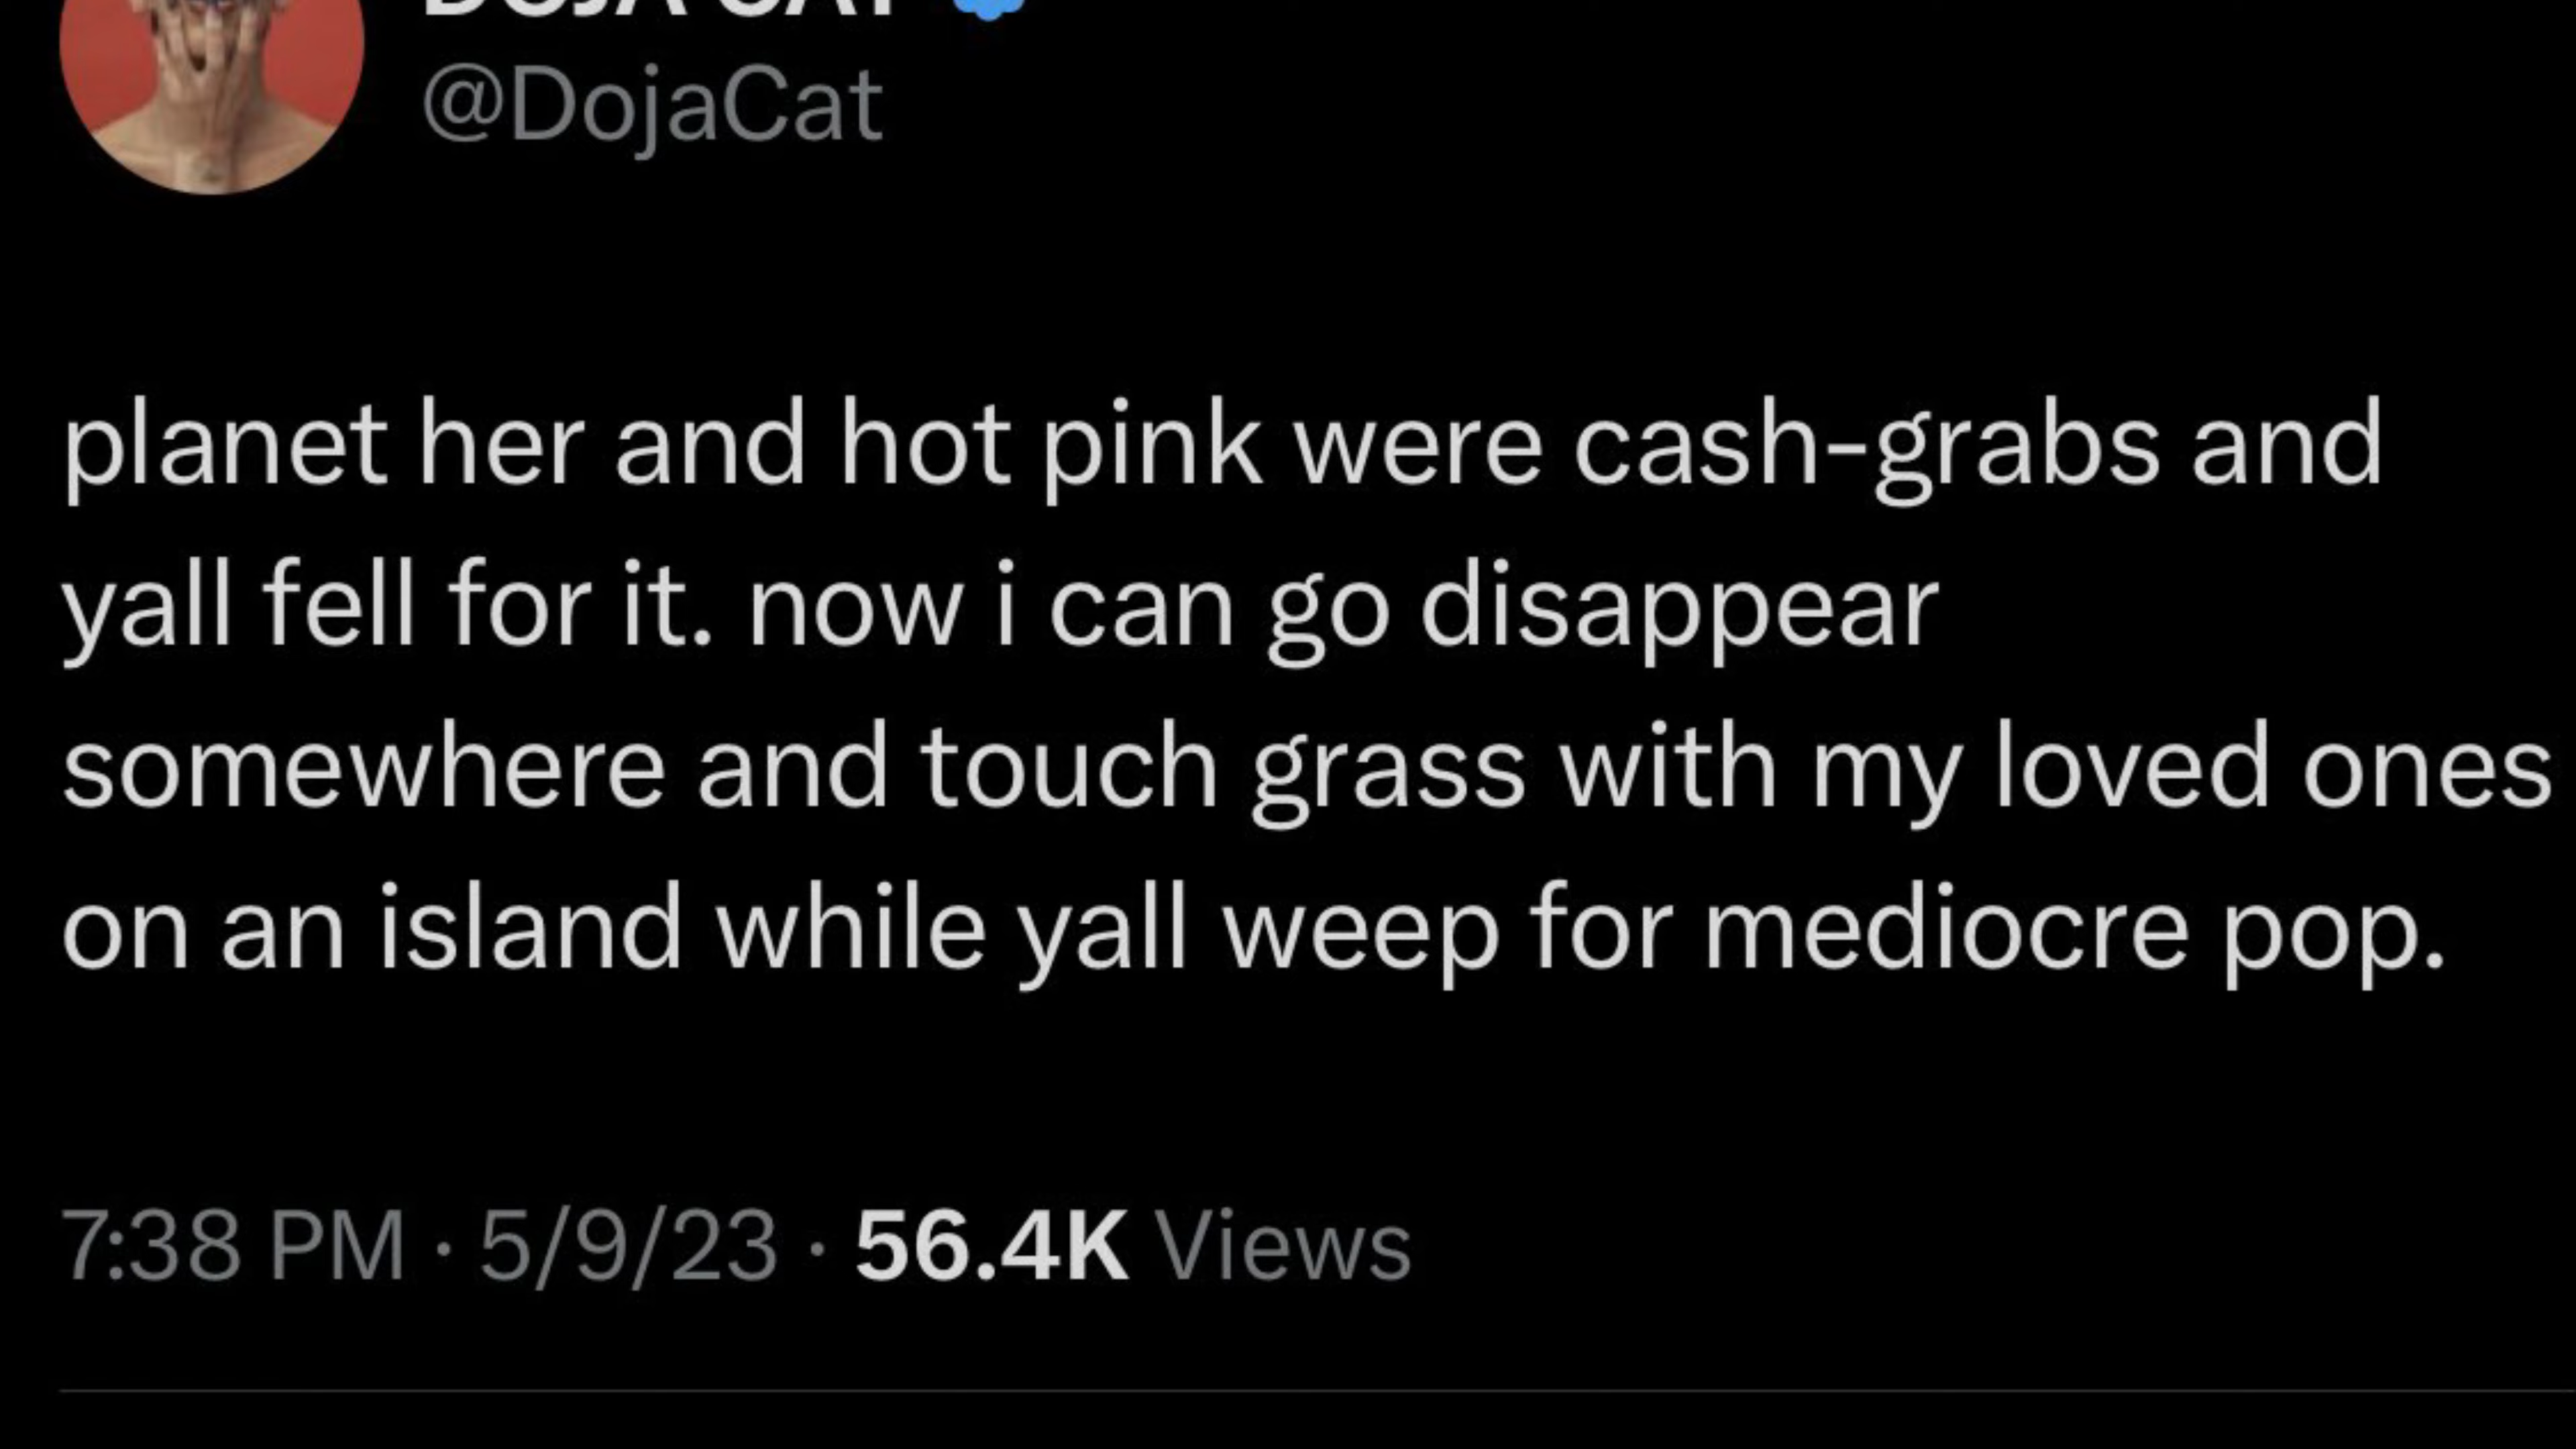 DOJA CAT
@DojaCat
planet her and hot pink were cash-grabs and
yall fell for it. now i can go disappear
somewhere and touch grass with my loved ones
on an island while yall weep for mediocre pop.
7:38 PM · 5/9/23 · 56.4K Views